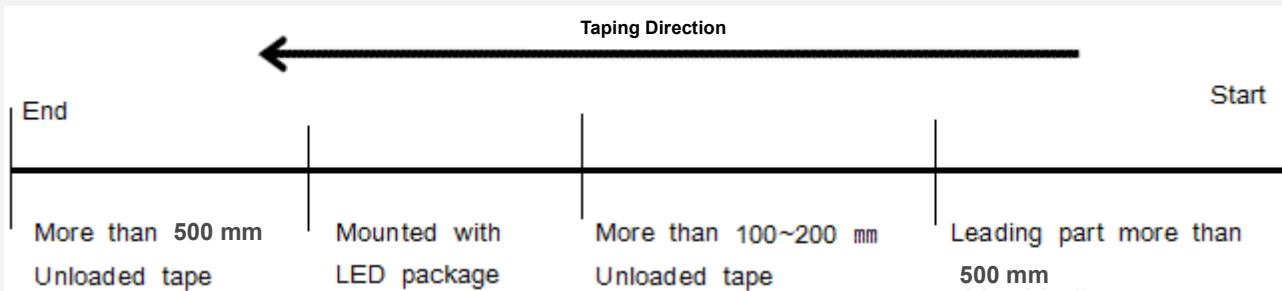 Taping Direction
End
Start
More than 500 mm
Unloaded tape
Mounted with
LED package
More than 100~200 ㎜
Unloaded tape
Leading part more than
500 mm